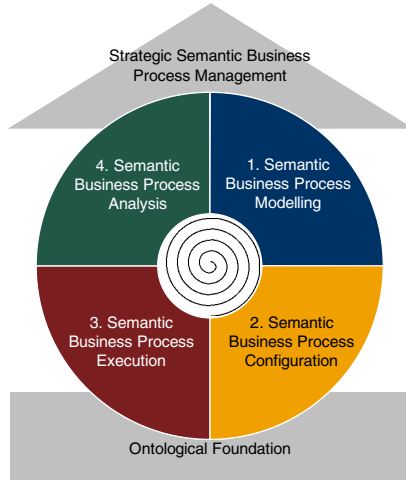 Strategic Semantic Business
Process Management
4. Semantic
Business Process
Analysis
1. Semantic
Business Process
Modelling
3. Semantic
Business Process
Execution
2. Semantic
Business Process
Configuration
Ontological Foundation